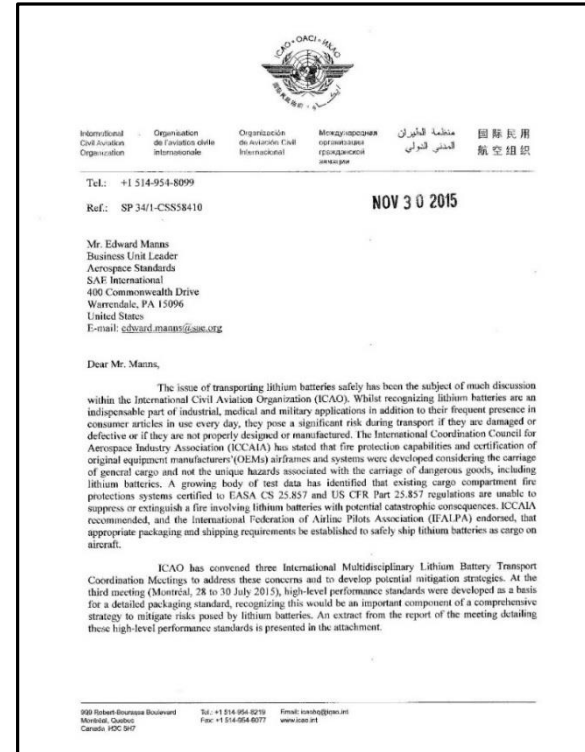 OACI
International Organisation Organización Международная منظمة الطيران 国际民用
Civil Aviation de l'aviation civile de Aviación Civil организация المدني الدولي 航空组织
Organization internationale Internacional гражданской
авиации
Tel.: +1 514-954-8099
Ref.: SP 34/1-CSS58410
NOV 3 0 2015
Mr. Edward Manns
Business Unit Leader
Aerospace Standards
SAE International
400 Commonwealth Drive
Warrendale, PA 15096
United States
E-mail: edward.manns@sae.org
Dear Mr. Manns,
The issue of transporting lithium batteries safely has been the subject of much discussion
within the International Civil Aviation Organization (ICAO). Whilst recognizing lithium batteries are an
indispensable part of industrial, medical and military applications in addition to their frequent presence in
consumer articles in use every day, they pose a significant risk during transport if they are damaged or
defective or if they are not properly designed or manufactured. The International Coordination Council for
Aerospace Industry Association (ICCAIA) has stated that fire protection capabilities and certification of
original equipment manufacturers'(OEMs) airframes and systems were developed considering the carriage
of general cargo and not the unique hazards associated with the carriage of dangerous goods, including
lithium batteries. A growing body of test data has identified that existing cargo compartment fire
protections systems certified to EASA CS 25.857 and US CFR Part 25.857 regulations are unable to
suppress or extinguish a fire involving lithium batteries with potential catastrophic consequences. ICCAIA
recommended, and the International Federation of Airline Pilots Association (IFALPA) endorsed, that
appropriate packaging and shipping requirements be established to safely ship lithium batteries as cargo on
aircraft.
ICAO has convened three International Multidisciplinary Lithium Battery Transport
Coordination Meetings to address these concerns and to develop potential mitigation strategies. At the
third meeting (Montréal, 28 to 30 July 2015), high-level performance standards were developed as a basis
for a detailed packaging standard, recognizing this would be an important component of a comprehensive
strategy to mitigate risks posed by lithium batteries. An extract from the report of the meeting detailing
these high-level performance standards is presented in the attachment.
999 Robert-Bourassa Boulevard Tel.: +1 514-954-8219 Email: icaohq@icao.int
Montréal, Quebec Fax: +1 514-954-6077 www.icao.int
Canada H3C 5H7